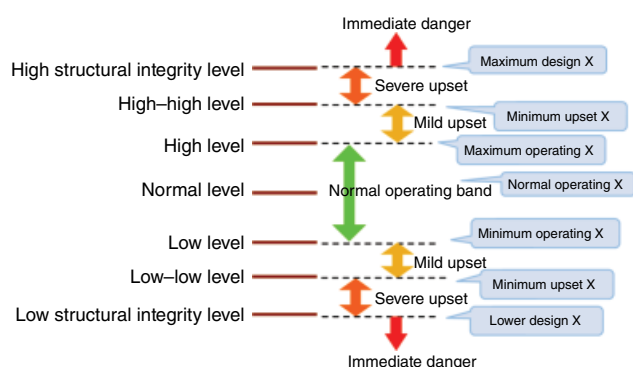 Immediate danger
High structural integrity level
Maximum design X
Severe upset
High–high level
Minimum upset X
Mild upset
High level
Maximum operating X
Normal level
Normal operating band
Normal operating X
Minimum operating X
Low level
Mild upset
Low–low level
Minimum upset X
Severe upset
Low structural integrity level
Lower design X
Immediate danger